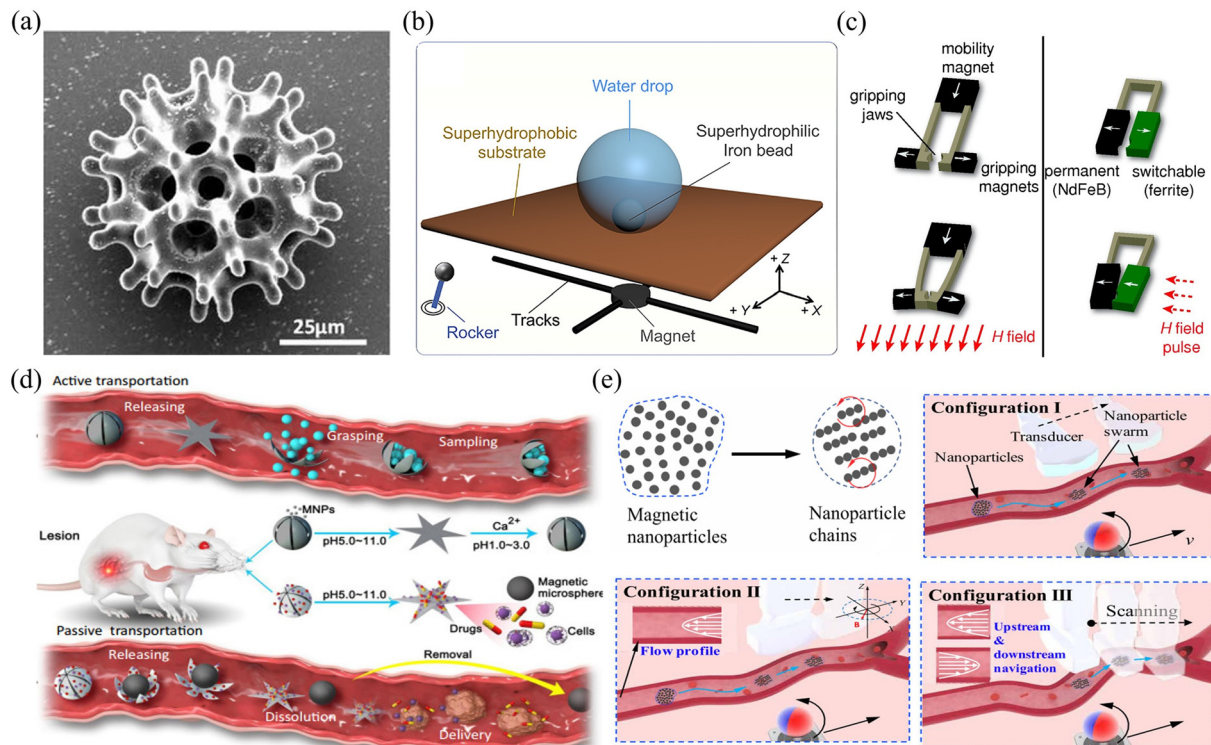 (a)
25μm
(b)
Water drop
Superhydrophobic
substrate
Superhydrophilic
Iron bead
Rocker
Tracks
Magnet
+ Z
+ Y
+ X
(c)
mobility
magnet
gripping
jaws
gripping
magnets
H field
permanent
(NdFeB)
switchable
(ferrite)
H field
pulse
(d)
Active transportation
Releasing
Grasping
Sampling
Lesion
MNPs
pH5.0~11.0
Ca²⁺
pH1.0~3.0
pH5.0~11.0
Magnetic
microsphere
Drugs
Cells
Passive transportation
Removal
Releasing
Dissolution
Delivery
(e)
Magnetic
nanoparticles
Nanoparticle
chains
Configuration I
Transducer
Nanoparticle
swarm
Nanoparticles
v
Configuration II
Flow profile
Z
Y
X
B
Configuration III
Scanning
Upstream
&
downstream
navigation